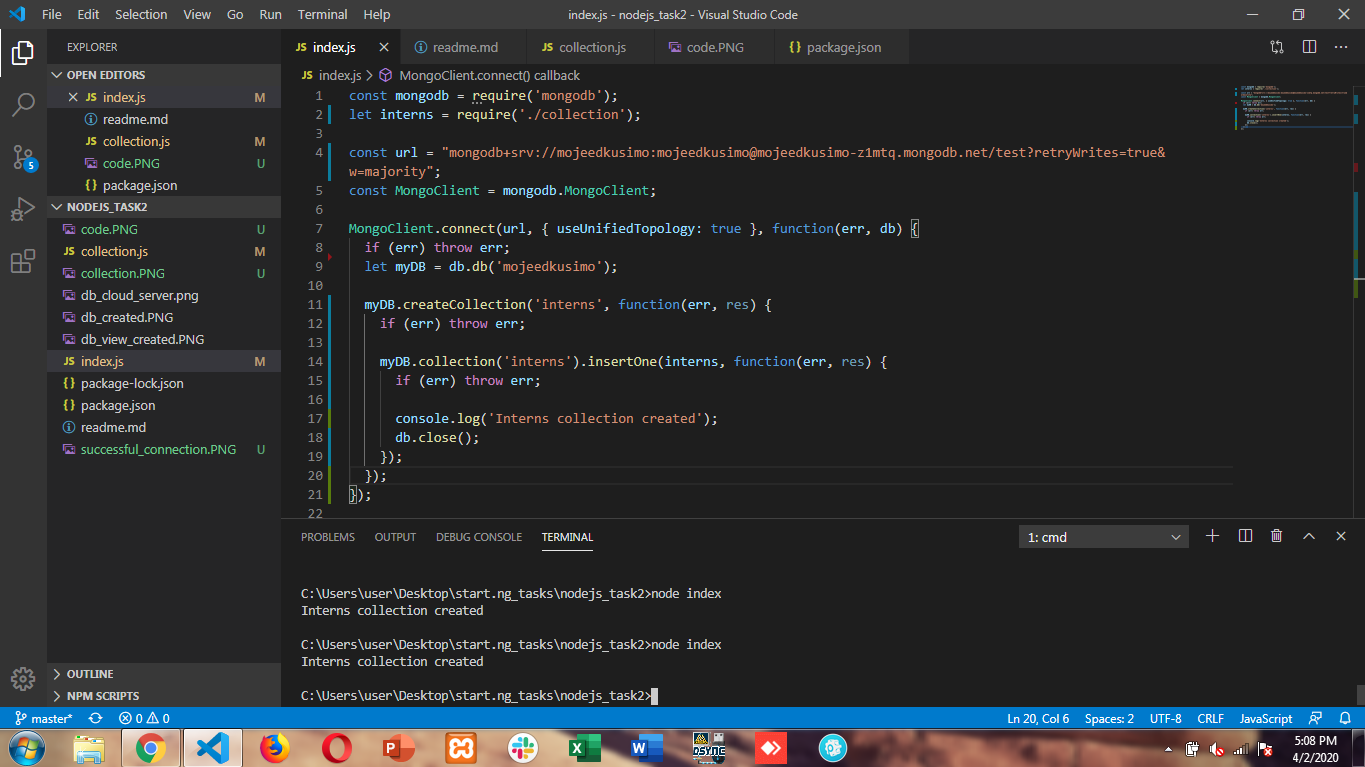 File Edit Selection View Go Run Terminal Help
index.js - nodejs_task2 - Visual Studio Code
EXPLORER
OPEN EDITORS
JS index.js M
readme.md
JS collection.js M
code.PNG U
{} package.json
NODEJS_TASK2
code.PNG U
JS collection.js M
collection.PNG U
db_cloud_server.png
db_created.PNG
db_view_created.PNG
JS index.js M
{} package-lock.json
{} package.json
readme.md
successful_connection.PNG U
OUTLINE
NPM SCRIPTS
5
JS index.js
readme.md
JS collection.js
code.PNG
{} package.json
JS index.js > MongoClient.connect() callback
1 const mongodb = require('mongodb');
2 let interns = require('./collection');
3
4 const url = "mongodb+srv://mojeedkusimo:mojeedkusimo@mojeedkusimo-z1mtq.mongodb.net/test?retryWrites=true&
w=majority";
5 const MongoClient = mongodb.MongoClient;
6
7 MongoClient.connect(url, { useUnifiedTopology: true }, function(err, db) {
8 if (err) throw err;
9 let myDB = db.db('mojeedkusimo');
10
11 myDB.createCollection('interns', function(err, res) {
12 if (err) throw err;
13
14 myDB.collection('interns').insertOne(interns, function(err, res) {
15 if (err) throw err;
16
17 console.log('Interns collection created');
18 db.close();
19 });
20 });
21 });
22
PROBLEMS OUTPUT DEBUG CONSOLE TERMINAL
1: cmd
C:\Users\user\Desktop\start.ng_tasks\nodejs_task2>node index
Interns collection created
C:\Users\user\Desktop\start.ng_tasks\nodejs_task2>node index
Interns collection created
C:\Users\user\Desktop\start.ng_tasks\nodejs_task2>
master* 0 0
Ln 20, Col 6 Spaces: 2 UTF-8 CRLF JavaScript
5:08 PM
4/2/2020